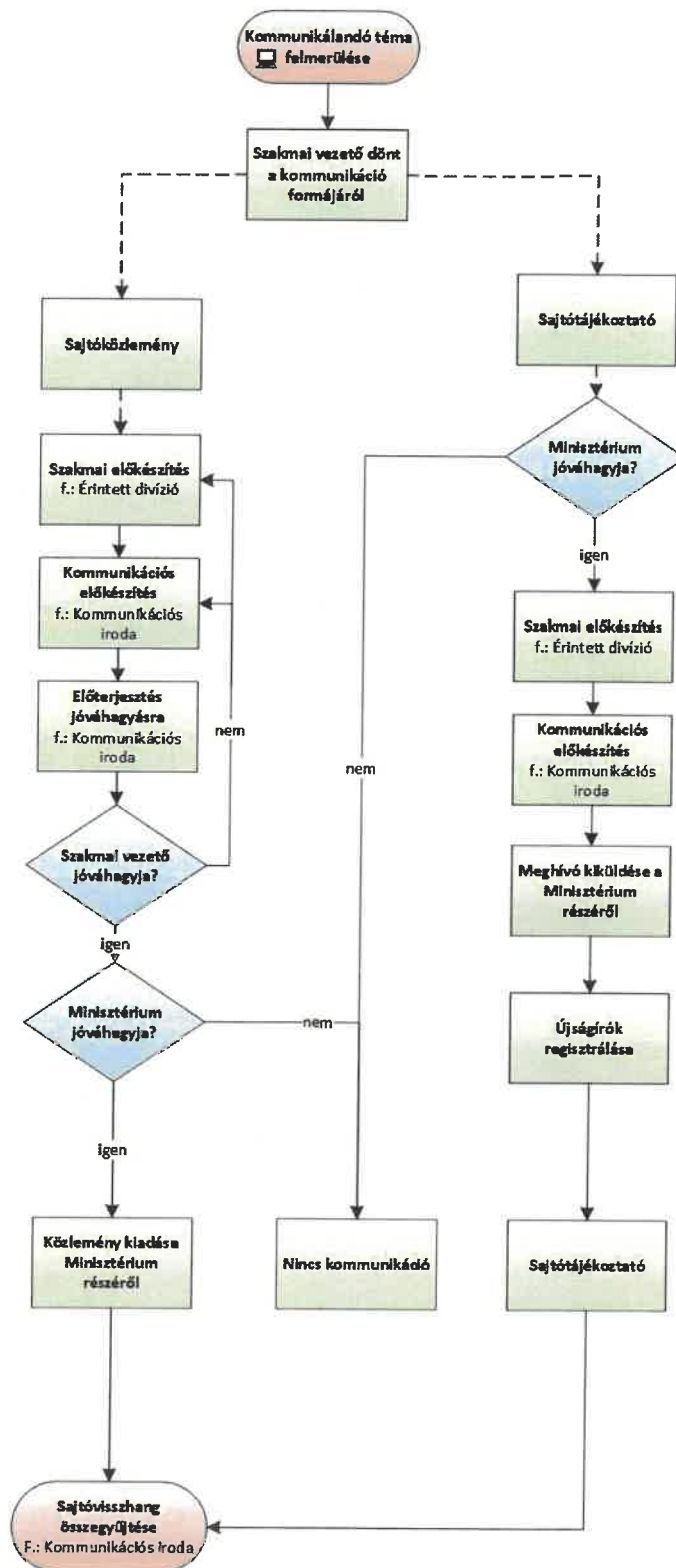 Kommunikálandó téma
felmerülése
Szakmai vezető dönt
a kommunikáció
formájáról
Sajtóközlemény
Sajtótájékoztató
Szakmai előkészítés
f.: Érintett divízió
Kommunikációs
előkészítés
f.: Kommunikációs
iroda
Előterjesztés
jóváhagyásra
f.: Kommunikációs
iroda
nem
Szakmai vezető
jóváhagyja?
igen
Minisztérium
jóváhagyja?
nem
igen
Közlemény kiadása
Minisztérium
részéről
nem
Nincs kommunikáció
Minisztérium
jóváhagyja?
igen
Szakmai előkészítés
f.: Érintett divízió
Kommunikációs
előkészítés
f.: Kommunikációs
iroda
Meghívó kiküldése a
Minisztérium
részéről
Újságírók
regisztrálása
Sajtótájékoztató
Sajtóvisszhang
összegyűjtése
F.: Kommunikációs iroda